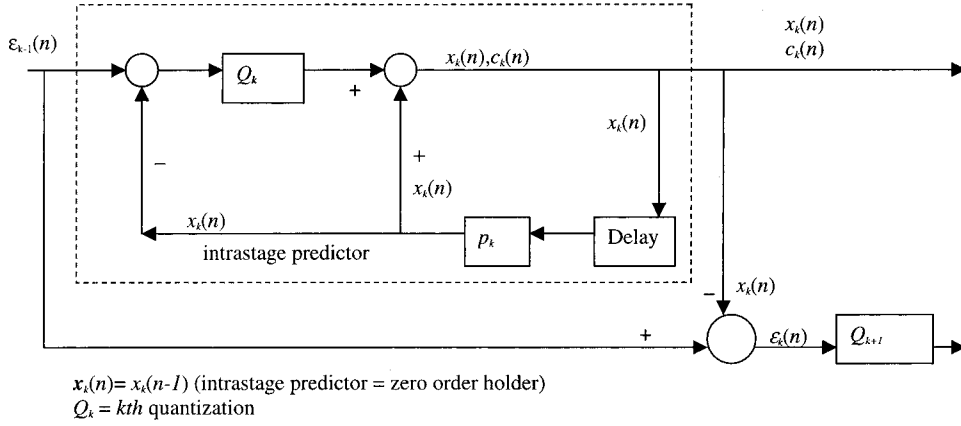 xₖ(n)
cₖ(n)
εₖ₋₁(n)
Qₖ
xₖ(n),cₖ(n)
+
xₖ(n)
–
+
xₖ(n)
xₖ(n)
pₖ
Delay
intrastage predictor
–
xₖ(n)
+
εₖ(n)
Qₖ₊₁
xₖ(n)= xₖ(n-1) (intrastage predictor = zero order holder)
Qₖ = kth quantization